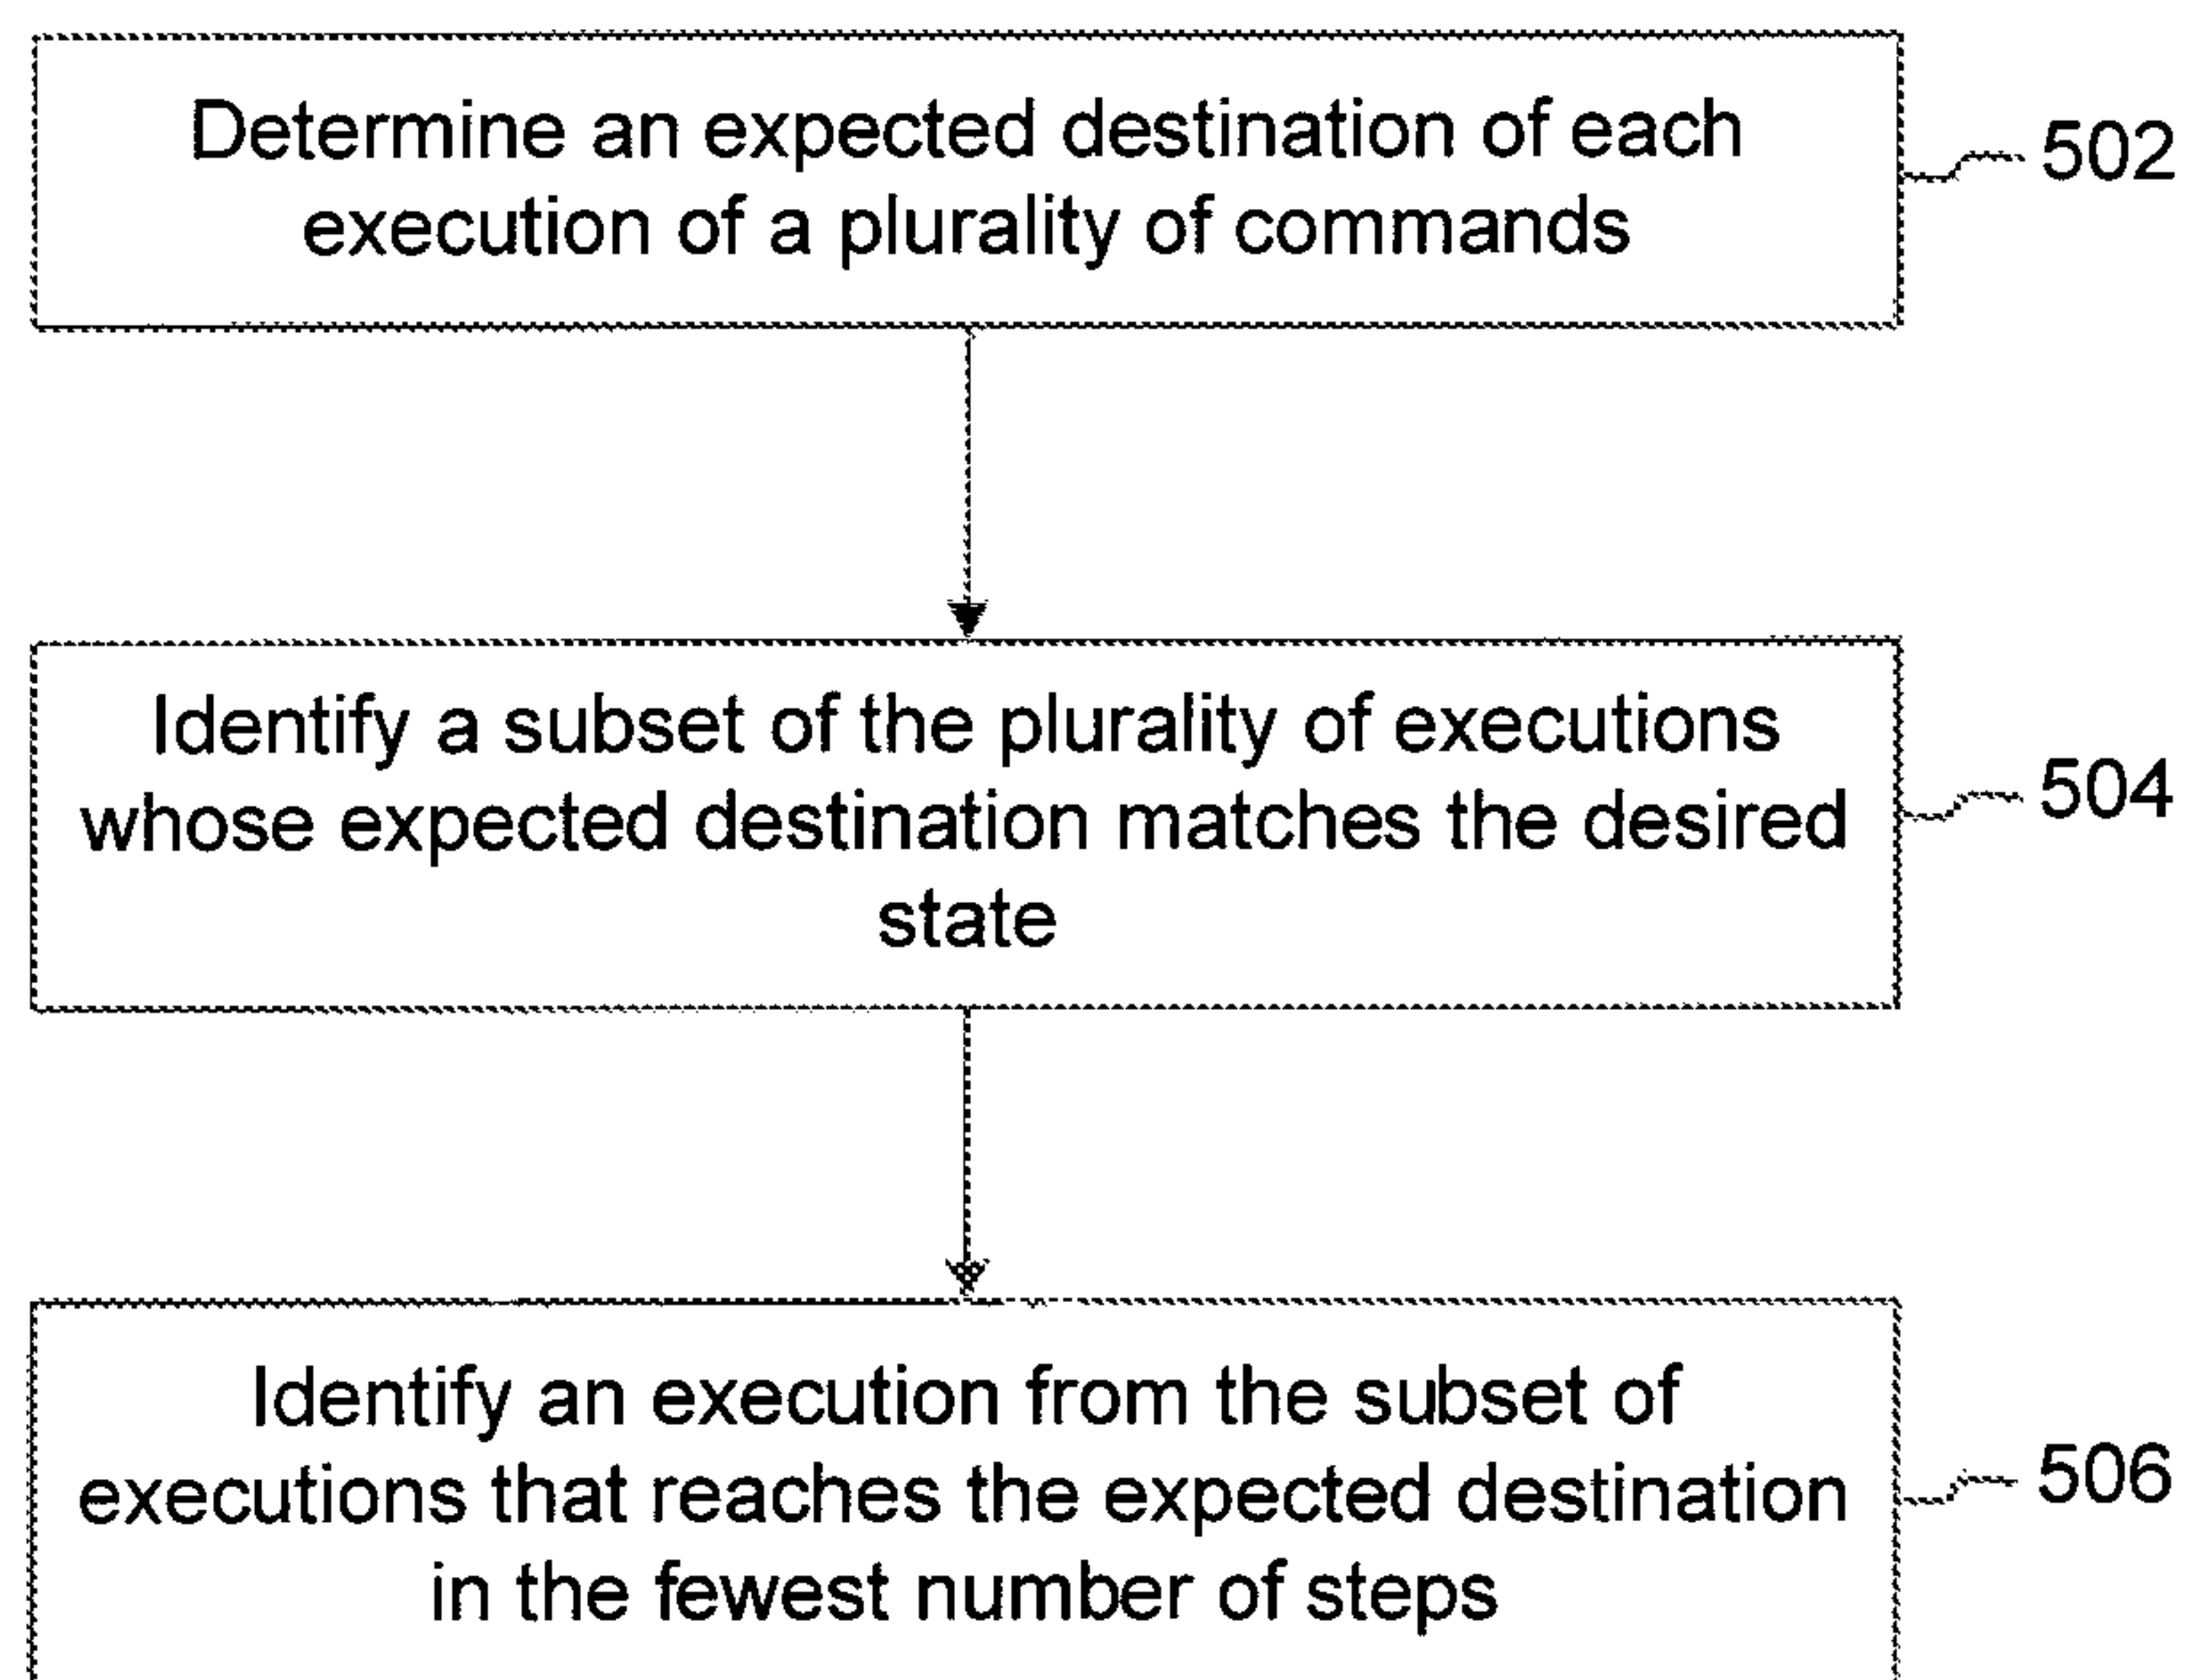 Determine an expected destination of each
execution of a plurality of commands
502
Identify a subset of the plurality of executions
whose expected destination matches the desired
state
504
Identify an execution from the subset of
executions that reaches the expected destination
in the fewest number of steps
506